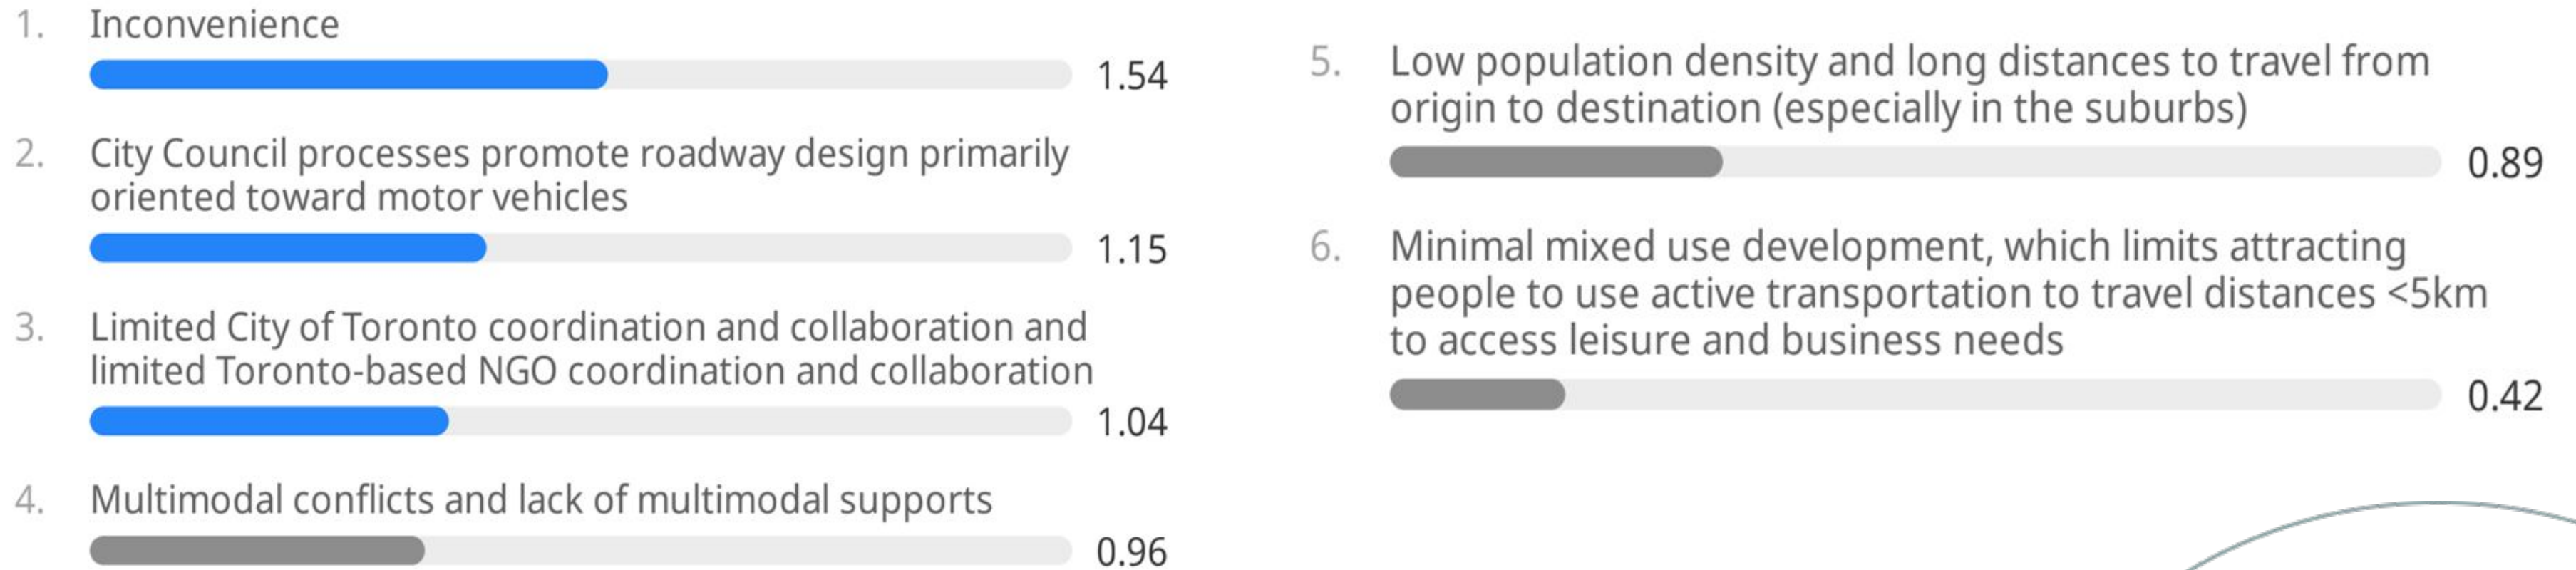 1. Inconvenience
1.54
2. City Council processes promote roadway design primarily
oriented toward motor vehicles
1.15
3. Limited City of Toronto coordination and collaboration and
limited Toronto-based NGO coordination and collaboration
1.04
4. Multimodal conflicts and lack of multimodal supports
0.96
5. Low population density and long distances to travel from
origin to destination (especially in the suburbs)
0.89
6. Minimal mixed use development, which limits attracting
people to use active transportation to travel distances <5km
to access leisure and business needs
0.42